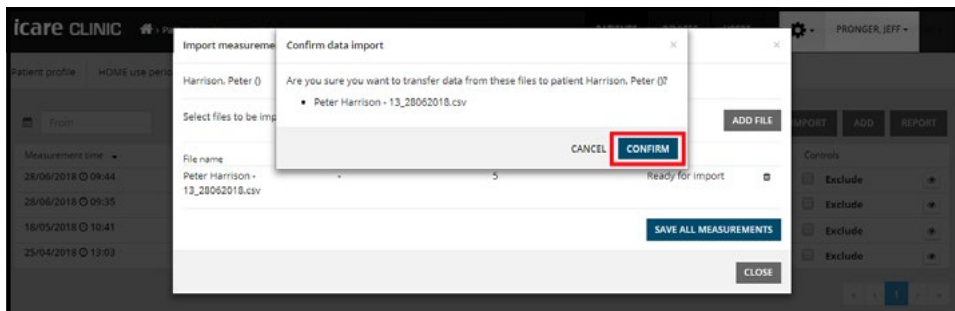 icare CLINIC
PATIENTS
USERS
PRONGER, JEFF
Import measureme
Confirm data import
×
×
Patient profile
HOME use perio
Harrison, Peter ()
Are you sure you want to transfer data from these files to patient Harrison, Peter ()?
• Peter Harrison - 13_28062018.csv
From
Select files to be imp
ADD FILE
IMPORT
ADD
REPORT
CANCEL
CONFIRM
Measurement time
File name
Controls
28/06/2018 09:44
Peter Harrison - 13_28062018.csv
-
5
Ready for import
Exclude
28/06/2018 09:35
Exclude
18/05/2018 10:41
SAVE ALL MEASUREMENTS
Exclude
25/04/2018 13:03
Exclude
CLOSE
« ‹ 1 › »